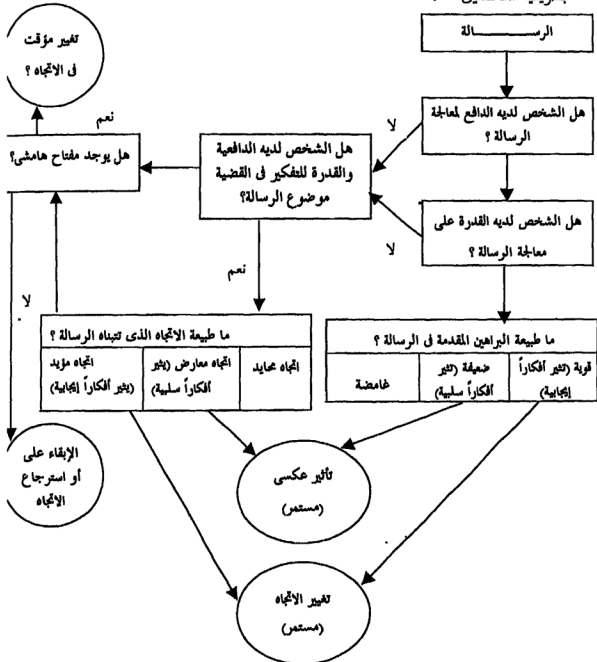 الرســـــــالة
تغيير مؤقت
فى الاتجاه ؟
هل الشخص لديه الدافع لمعالجة
الرسالة ؟
لا
هل الشخص لديه الدافعية
والقدرة للتفكير فى القضية
موضوع الرسالة؟
نعم
هل يوجد مفتاح هامشى؟
هل الشخص لديه القدرة على
معالجة الرسالة ؟
لا
نعم
لا
ما طبيعة البراهين المقدمة فى الرسالة ؟
قوية (تثير أفكاراً
إيجابية)
ضعيفة (تثير
أفكاراً سلبية)
غامضة
ما طبيعة الاتجاه الذى تتبناه الرسالة ؟
اتجاه محايد
اتجاه معارض (يثير
أفكاراً سلبية)
اتجاه مؤيد
(يثير أفكاراً إيجابية)
الإبقاء على
أو استرجاع
الاتجاه
تأثير عكسى
(مستمر)
تغيير الاتجاه
(مستمر)